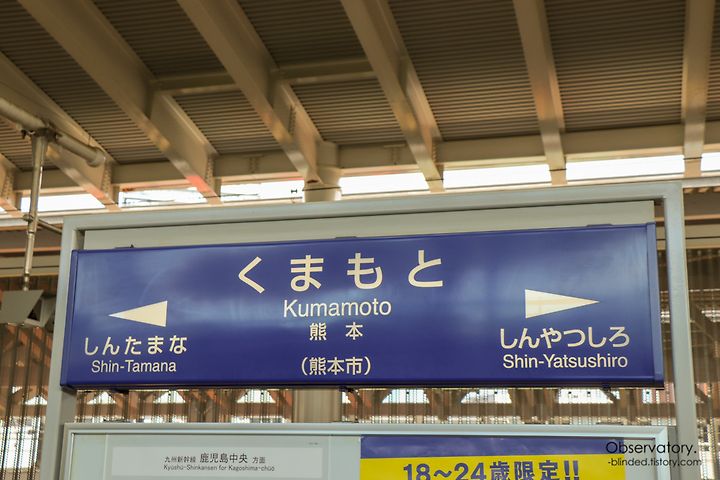 くまもと
Kumamoto
熊本
(熊本市)
しんたまな
Shin-Tamana
しんやつしろ
Shin-Yatsushiro
九州新幹線 鹿児島中央 方面
Kyūshū-Shinkansen for Kagoshima-chūō
18～24歳限定!!
Observatory.
-blinded.tistory.com-